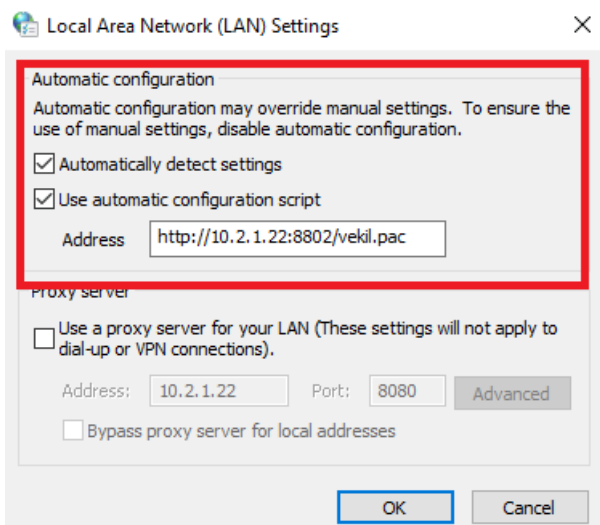 Local Area Network (LAN) Settings
Automatic configuration
Automatic configuration may override manual settings.  To ensure the
use of manual settings, disable automatic configuration.
Automatically detect settings
Use automatic configuration script
Address http://10.2.1.22:8802/vekil.pac
Proxy server
Use a proxy server for your LAN (These settings will not apply to
dial-up or VPN connections).
Address: 10.2.1.22 Port: 8080 Advanced
Bypass proxy server for local addresses
OK Cancel